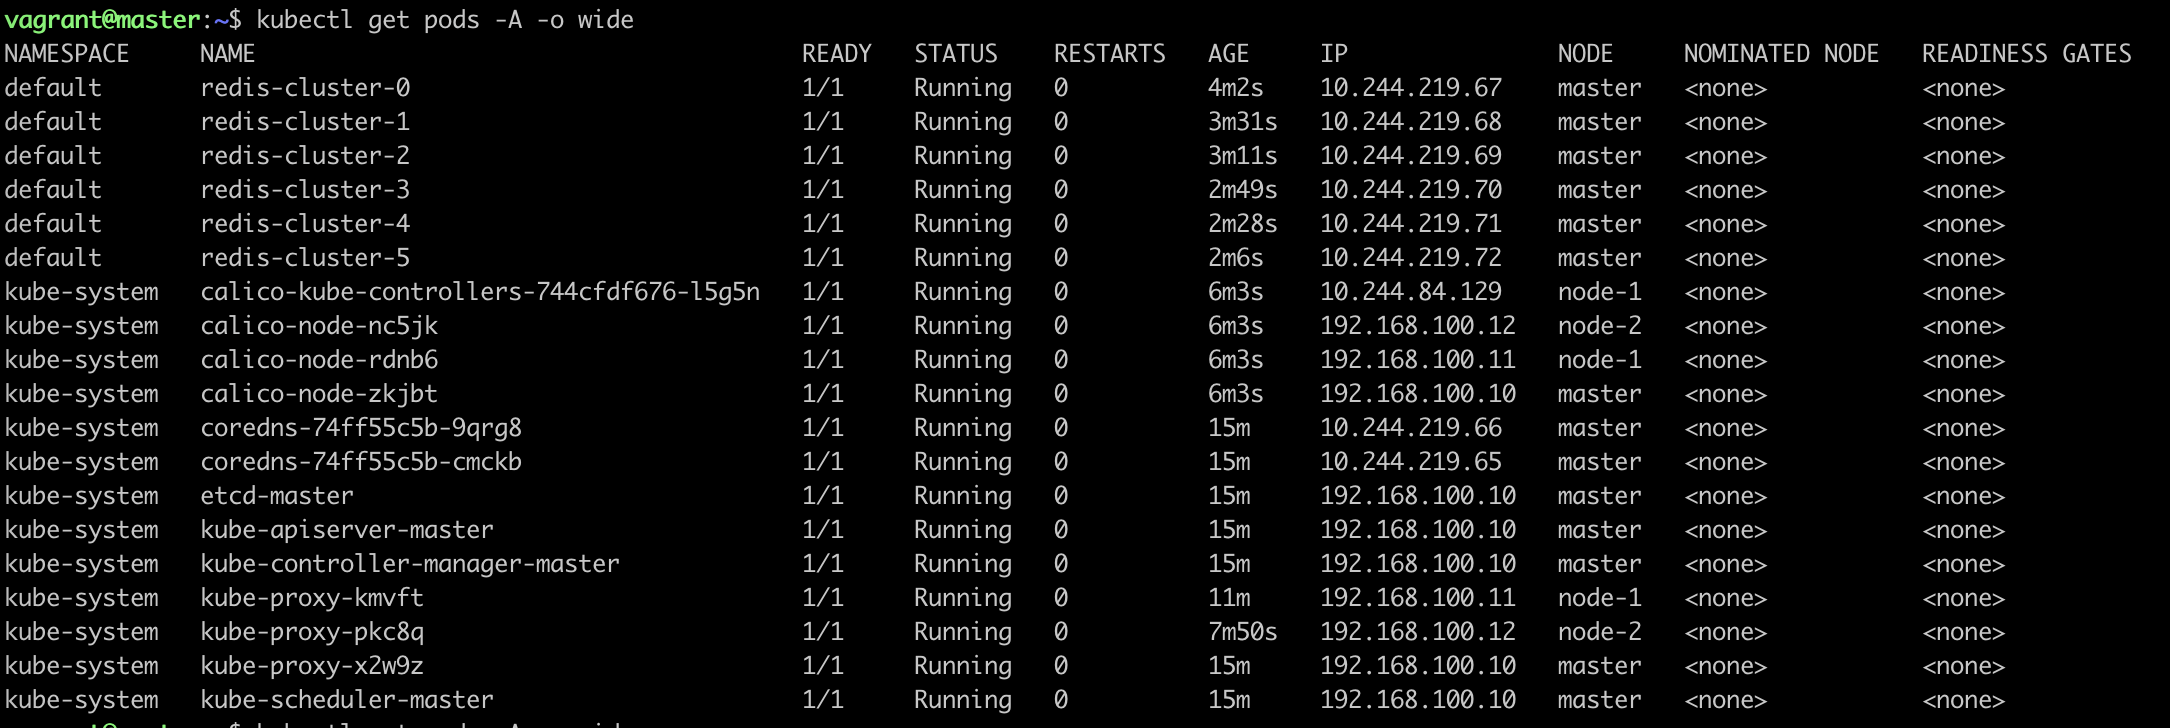 vagrant@master:~$ kubectl get pods -A -o wide
NAMESPACE     NAME                                       READY   STATUS    RESTARTS   AGE     IP               NODE     NOMINATED NODE   READINESS GATES
default       redis-cluster-0                            1/1     Running   0          4m2s    10.244.219.67    master   <none>           <none>
default       redis-cluster-1                            1/1     Running   0          3m31s   10.244.219.68    master   <none>           <none>
default       redis-cluster-2                            1/1     Running   0          3m11s   10.244.219.69    master   <none>           <none>
default       redis-cluster-3                            1/1     Running   0          2m49s   10.244.219.70    master   <none>           <none>
default       redis-cluster-4                            1/1     Running   0          2m28s   10.244.219.71    master   <none>           <none>
default       redis-cluster-5                            1/1     Running   0          2m6s    10.244.219.72    master   <none>           <none>
kube-system   calico-kube-controllers-744cfdf676-l5g5n   1/1     Running   0          6m3s    10.244.84.129    node-1   <none>           <none>
kube-system   calico-node-nc5jk                          1/1     Running   0          6m3s    192.168.100.12   node-2   <none>           <none>
kube-system   calico-node-rdnb6                          1/1     Running   0          6m3s    192.168.100.11   node-1   <none>           <none>
kube-system   calico-node-zkjbt                          1/1     Running   0          6m3s    192.168.100.10   master   <none>           <none>
kube-system   coredns-74ff55c5b-9qrg8                    1/1     Running   0          15m     10.244.219.66    master   <none>           <none>
kube-system   coredns-74ff55c5b-cmckb                    1/1     Running   0          15m     10.244.219.65    master   <none>           <none>
kube-system   etcd-master                                1/1     Running   0          15m     192.168.100.10   master   <none>           <none>
kube-system   kube-apiserver-master                      1/1     Running   0          15m     192.168.100.10   master   <none>           <none>
kube-system   kube-controller-manager-master             1/1     Running   0          15m     192.168.100.10   master   <none>           <none>
kube-system   kube-proxy-kmvft                           1/1     Running   0          11m     192.168.100.11   node-1   <none>           <none>
kube-system   kube-proxy-pkc8q                           1/1     Running   0          7m50s   192.168.100.12   node-2   <none>           <none>
kube-system   kube-proxy-x2w9z                           1/1     Running   0          15m     192.168.100.10   master   <none>           <none>
kube-system   kube-scheduler-master                      1/1     Running   0          15m     192.168.100.10   master   <none>           <none>